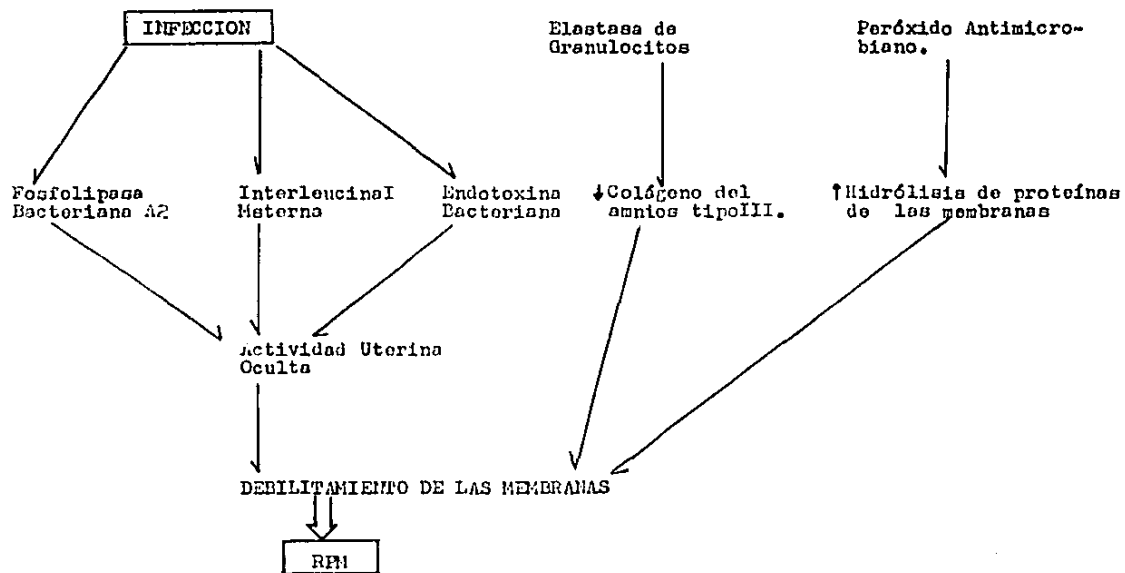 INFECCION
Elastasa de
Granulocitos
Peróxido Antimicro-
biano.
Fosfolipasa
Bacteriana A2
InterleucinaI
Materna
Endotoxina
Bacteriana
↓Colágeno del
amnios tipoIII.
↑Hidrólisis de proteínas
de las membranas
Actividad Uterina
Oculta
DEBILITAMIENTO DE LAS MEMBRANAS
RPM